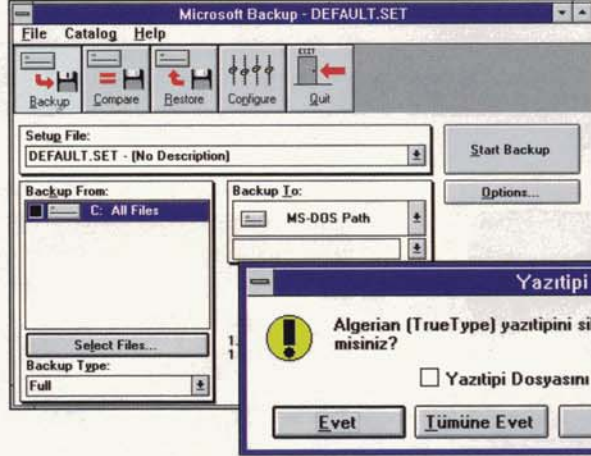 Microsoft Backup - DEFAULT.SET
File Catalog Help
EXIT
Backup Compare Restore Configure Quit
Setup File:
DEFAULT.SET - (No Description)
Start Backup
Backup From:
Backup To:
Options...
C: All Files
MS-DOS Path
Select Files...
Backup Type:
Full
Yazıtipi
Algerian (TrueType) yazıtipini
misiniz?
Yazıtipi Dosyasını
Evet
Tümüne Evet